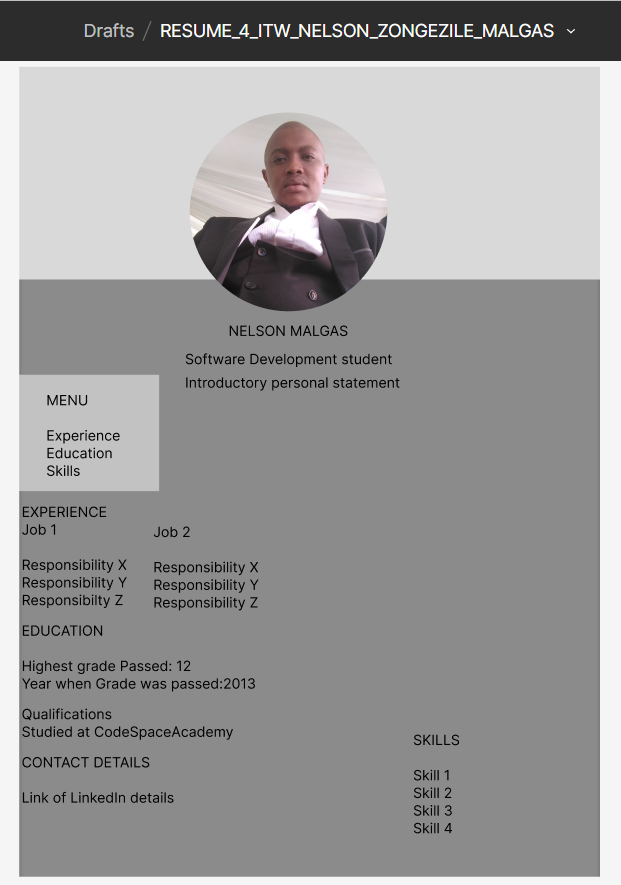 Drafts / RESUME_4_ITW_NELSON_ZONGEZILE_MALGAS
NELSON MALGAS
Software Development student
Introductory personal statement
MENU
Experience
Education
Skills
EXPERIENCE
Job 1
Responsibility X
Responsibility Y
Responsibilty Z
Job 2
Responsibility X
Responsibility Y
Responsibility Z
EDUCATION
Highest grade Passed: 12
Year when Grade was passed:2013
Qualifications
Studied at CodeSpaceAcademy
CONTACT DETAILS
Link of LinkedIn details
SKILLS
Skill 1
Skill 2
Skill 3
Skill 4